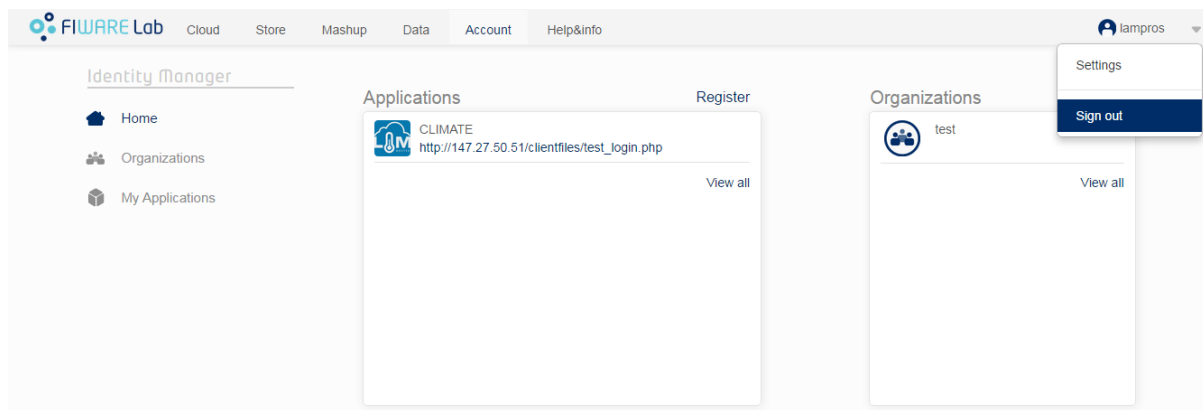 FIWARE Lab Cloud Store Mashup Data Account Help&info lampros
Settings
Sign out
Identity Manager
Home
Organizations
My Applications
Applications Register
CLIMATE
http://147.27.50.51/clientfiles/test_login.php
View all
Organizations
test
View all